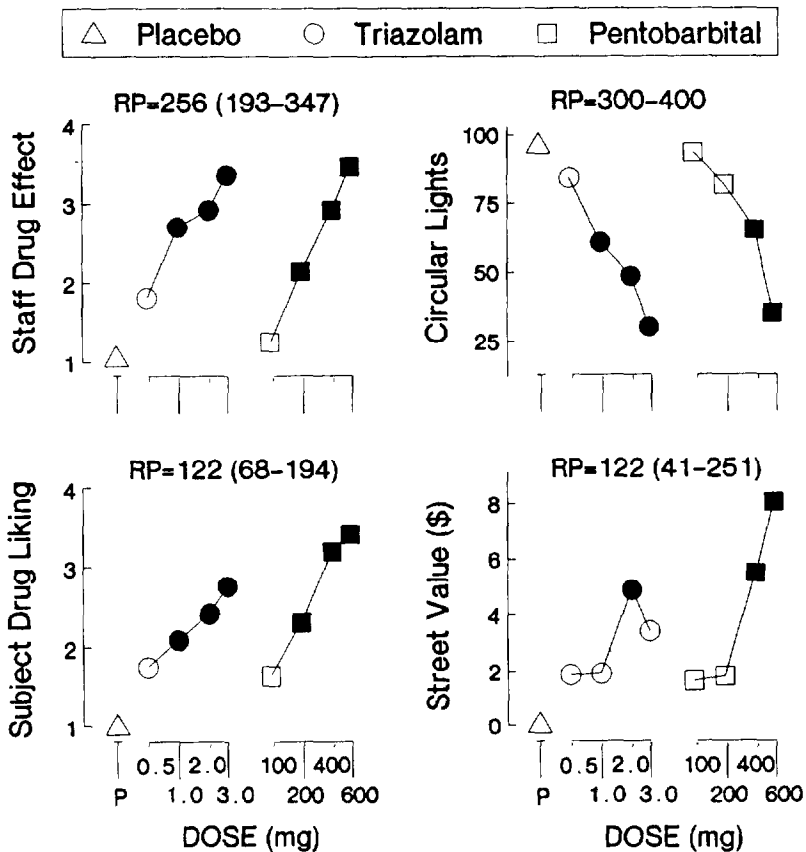 Placebo Triazolam Pentobarbital
RP=256 (193–347)
Staff Drug Effect
4
3
2
1
RP=300–400
Circular Lights
100
75
50
25
RP=122 (68–194)
Subject Drug Liking
4
3
2
1
P 0.5 1.0 2.0 3.0 100 200 400 600
DOSE (mg)
RP=122 (41–251)
Street Value ($)
8
6
4
2
0
P 0.5 1.0 2.0 3.0 100 200 400 600
DOSE (mg)